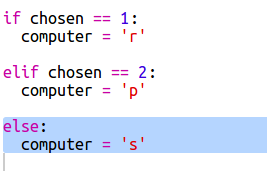 if chosen == 1:
  computer = 'r'
elif chosen == 2:
  computer = 'p'
else:
  computer = 's'